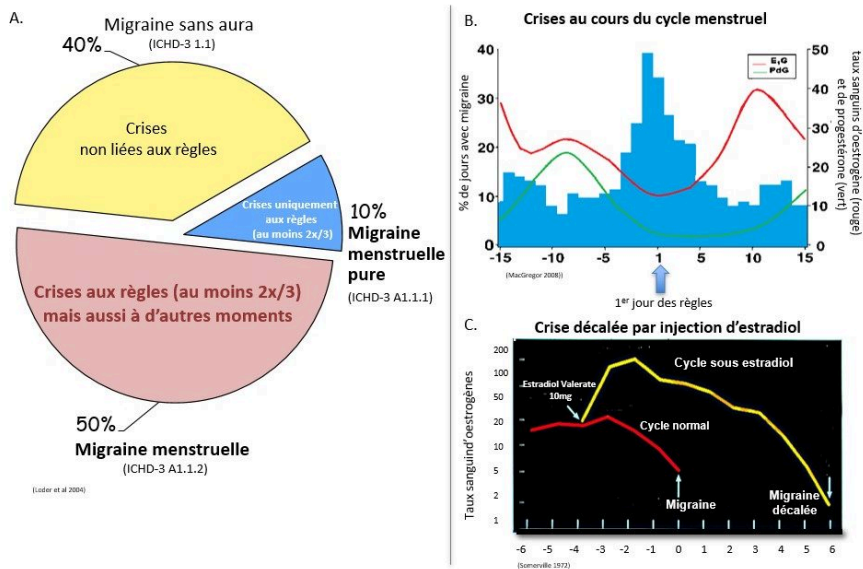 A.
Migraine sans aura
(ICHD-3 1.1)
40%
Crises
non liées aux règles
Crises uniquement
aux règles
(au moins 2x/3)
10%
Migraine
menstruelle
pure
(ICHD-3 A1.1.1)
Crises aux règles (au moins 2x/3)
mais aussi à d'autres moments
50%
Migraine menstruelle
(ICHD-3 A1.1.2)
(Loder et al 2004)
B.
Crises au cours du cycle menstruel
% de jours avec migraine
40
30
20
10
0
E1G
PdG
50
40
30
20
10
0
taux sanguins d'oestrogène (rouge)
et de progestérone (vert)
-15
-10
-5
1
5
10
15
(MacGregor 2008))
1er jour des règles
C.
Crise décalée par injection d'estradiol
Taux sanguind'oestrogènes
200
100
50
20
10
5
2
1
Cycle sous estradiol
Estradiol Valerate
10mg
Cycle normal
Migraine
Migraine
décalée
-6 -5 -4 -3 -2 -1 0 1 2 3 4 5 6
(Somerville 1972)